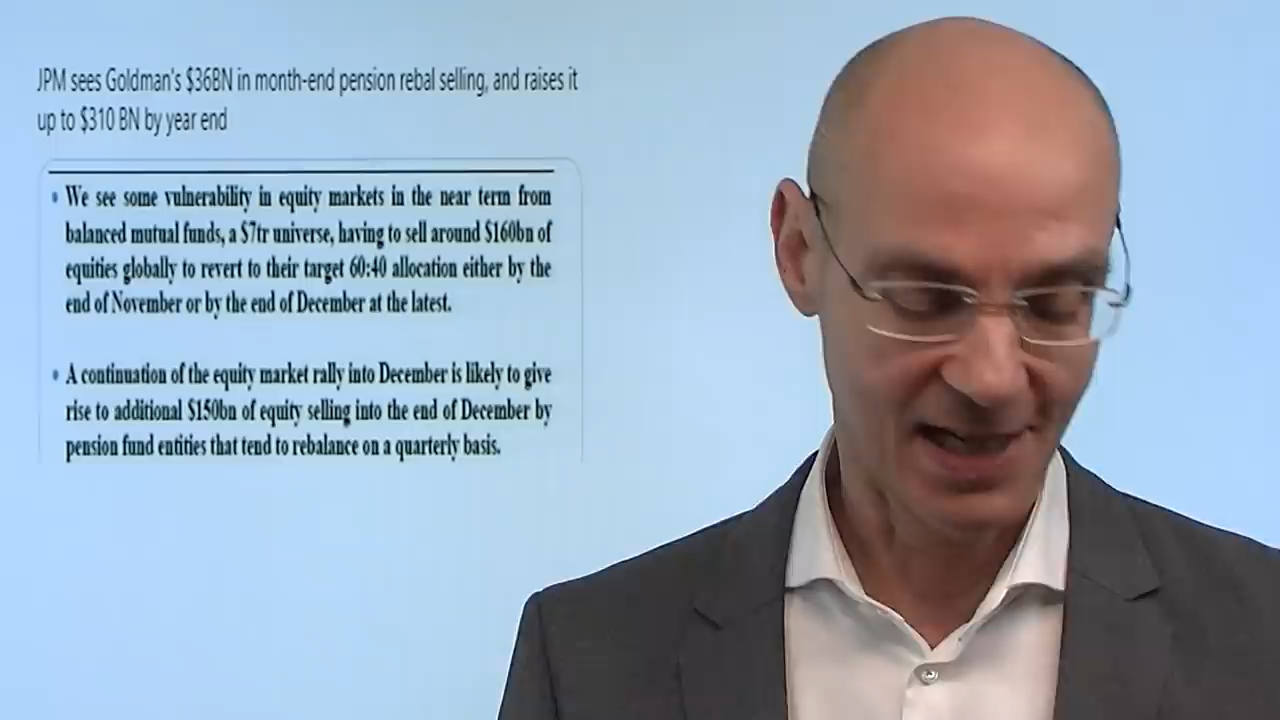 JPM sees Goldman's $36BN in month-end pension rebal selling, and raises it
up to $310 BN by year end
• We see some vulnerability in equity markets in the near term from
balanced mutual funds, a $7tr universe, having to sell around $160bn of
equities globally to revert to their target 60:40 allocation either by the
end of November or by the end of December at the latest.
• A continuation of the equity market rally into December is likely to give
rise to additional $150bn of equity selling into the end of December by
pension fund entities that tend to rebalance on a quarterly basis.